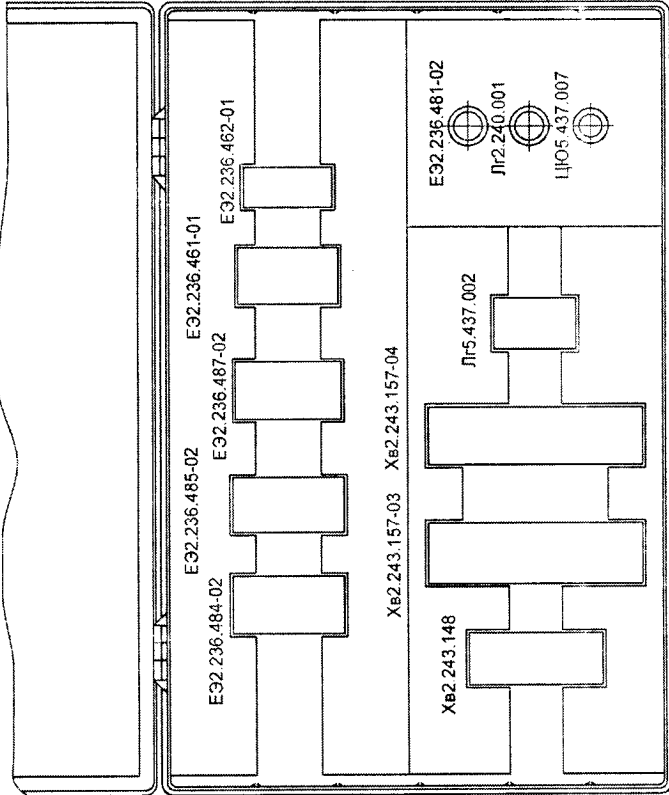 ЕЭ2.236.484-02
ЕЭ2.236.485-02
ЕЭ2.236.487-02
ЕЭ2.236.461-01
ЕЭ2.236.462-01
Хв2.243.148
Хв2.243.157-03
Хв2.243.157-04
Лг5.437.002
ЕЭ2.236.481-02
Лг2.240.001
ЦЮ5.437.007